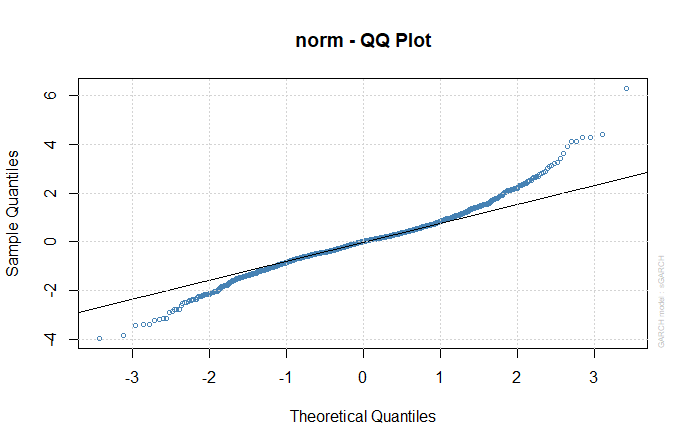 norm - QQ Plot
Sample Quantiles
6
4
2
0
-2
-4
-3 -2 -1 0 1 2 3
Theoretical Quantiles
GARCH model : sGARCH